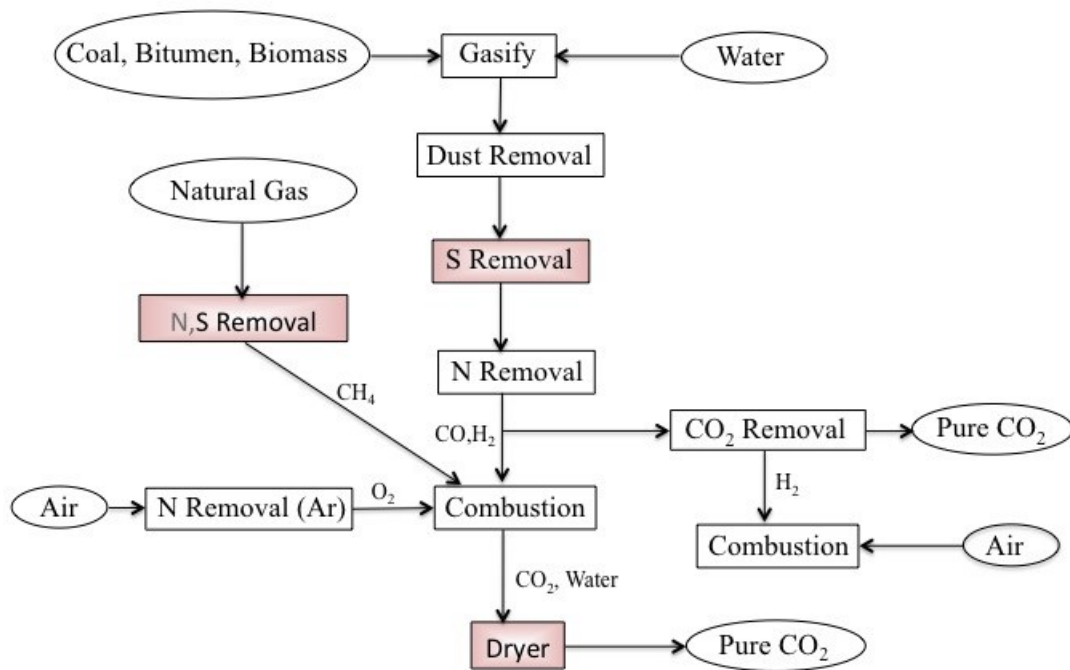 Coal, Bitumen, Biomass
Gasify
Water
Dust Removal
Natural Gas
S Removal
N,S Removal
N Removal
CH₄
CO,H₂
CO₂ Removal
Pure CO₂
Air
N Removal (Ar)
O₂
Combustion
H₂
Combustion
Air
CO₂, Water
Dryer
Pure CO₂